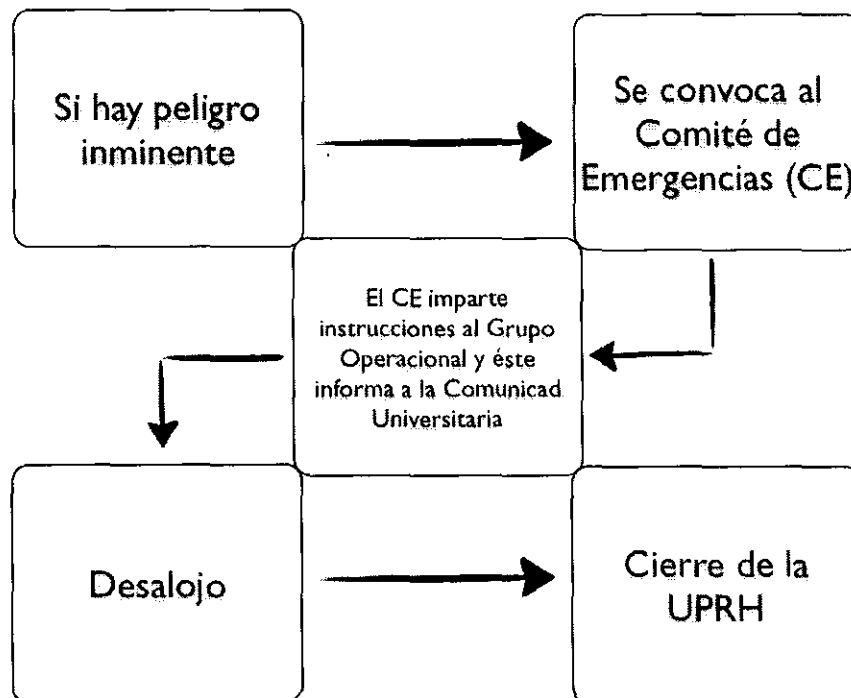 Si hay peligro
inminente
Se convoca al
Comité de
Emergencias (CE)
El CE imparte
instrucciones al Grupo
Operacional y éste
informa a la Comunicad
Universitaria
Desalojo
Cierre de la
UPRH